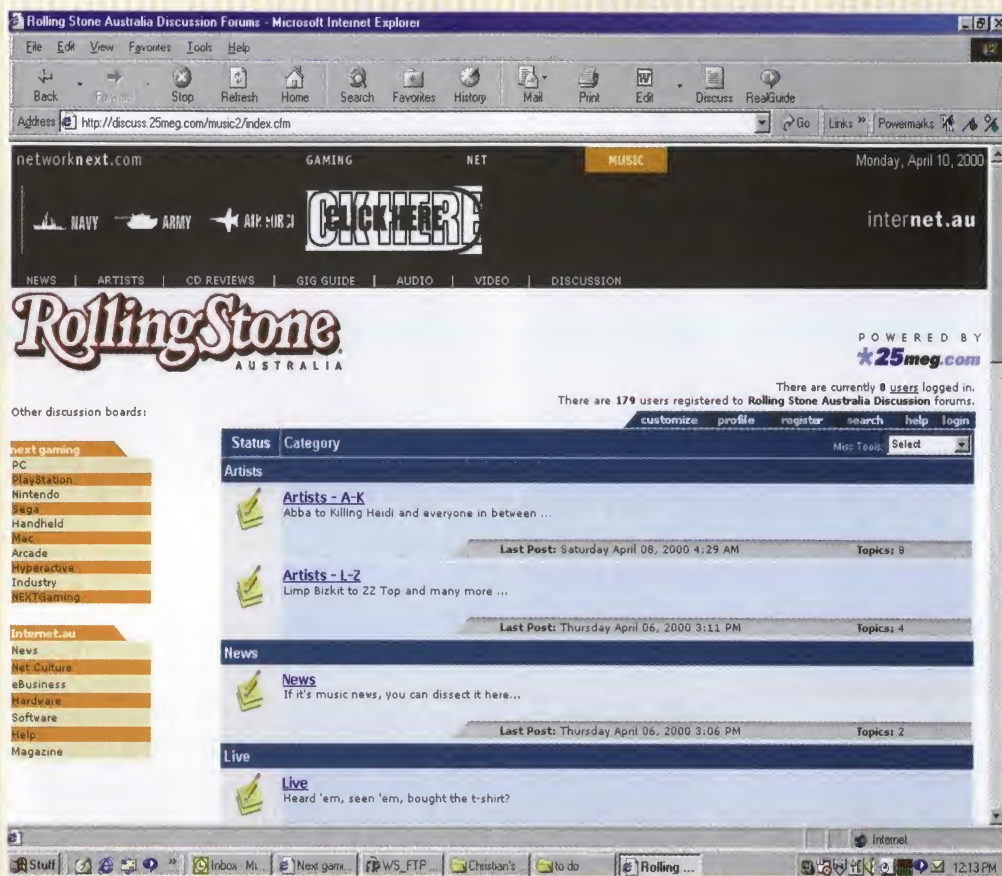 Rolling Stone Australia Discussion Forums - Microsoft Internet Explorer
File Edit View Favorites Tools Help
Back Forward Stop Refresh Home Search Favorites History Mail Print Edit Discuss RealGuide
Address http://discuss.25meg.com/music2/index.cfm Go Links » Powermarks
networknext.com GAMING NET MUSIC Monday, April 10, 2000
NAVY ARMY AIR FORCE CLICK HERE internet.au
NEWS | ARTISTS | CD REVIEWS | GIG GUIDE | AUDIO | VIDEO | DISCUSSION
RollingStone
AUSTRALIA
POWERED BY
*25meg.com
There are currently 0 users logged in.
There are 179 users registered to Rolling Stone Australia Discussion forums.
Other discussion boards:
customize profile register search help login
next gaming
PC
PlayStation
Nintendo
Sega
Handheld
Mac
Arcade
Hyperactive
Industry
NEXTGaming
Internet.au
News
Net Culture
eBusiness
Hardware
Software
Help
Magazine
Status Category Misc Tools: Select
Artists
Artists - A-K
Abba to Killing Heidi and everyone in between ...
Last Post: Saturday April 08, 2000 4:29 AM Topics: 8
Artists - L-Z
Limp Bizkit to ZZ Top and many more ...
Last Post: Thursday April 06, 2000 3:11 PM Topics: 4
News
News
If it's music news, you can dissect it here...
Last Post: Thursday April 06, 2000 3:06 PM Topics: 2
Live
Live
Heard 'em, seen 'em, bought the t-shirt?
Internet
Stuff » Inbox - Mi... Next gami... WS_FTP ... Christian's ... to do Rolling ... 12:13 PM